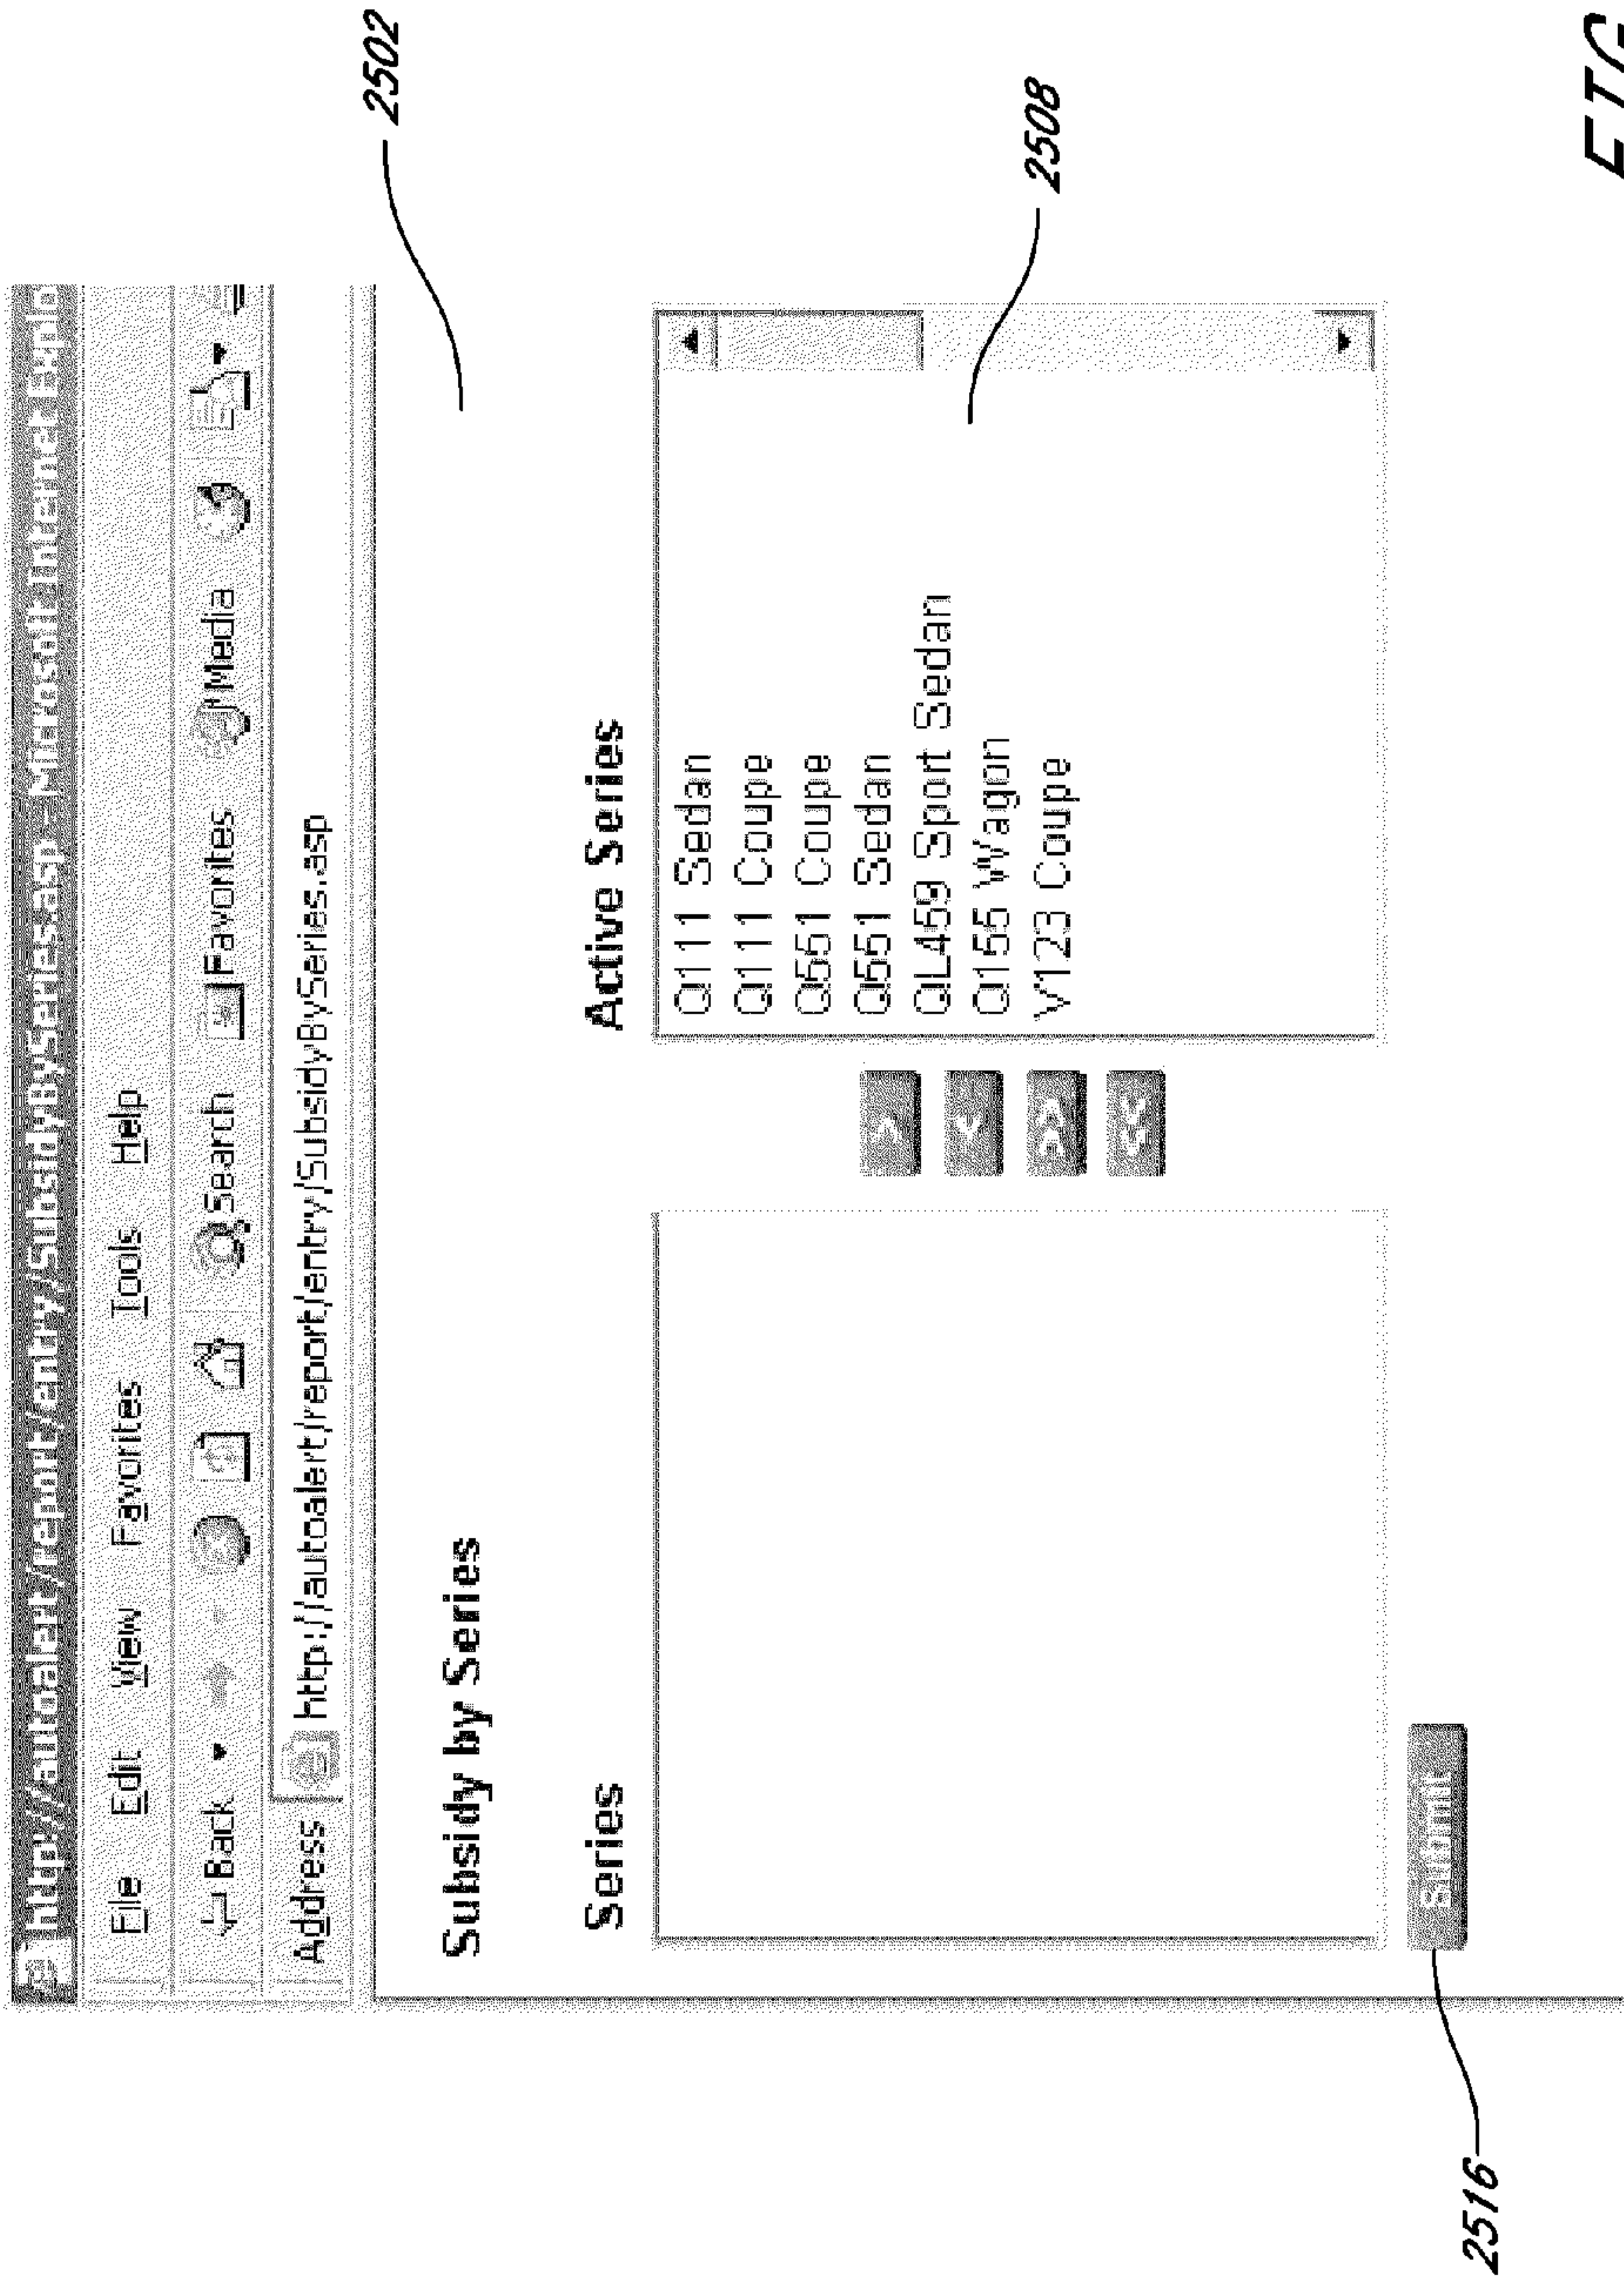 http://autoalert/report/entry/SubsidyBySeries.asp - Microsoft Internet Explo
File Edit View Favorites Tools Help
Back Search Favorites Media
Address http://autoalert/report/entry/SubsidyBySeries.asp
2502
Subsidy by Series
Series
Active Series
Q111 Sedan
Q111 Coupe
Q551 Coupe
Q551 Sedan
QL459 Sport Sedan
Q155 Wagon
V123 Coupe
>
<
>>
<<
2508
Submit
2516
FIG